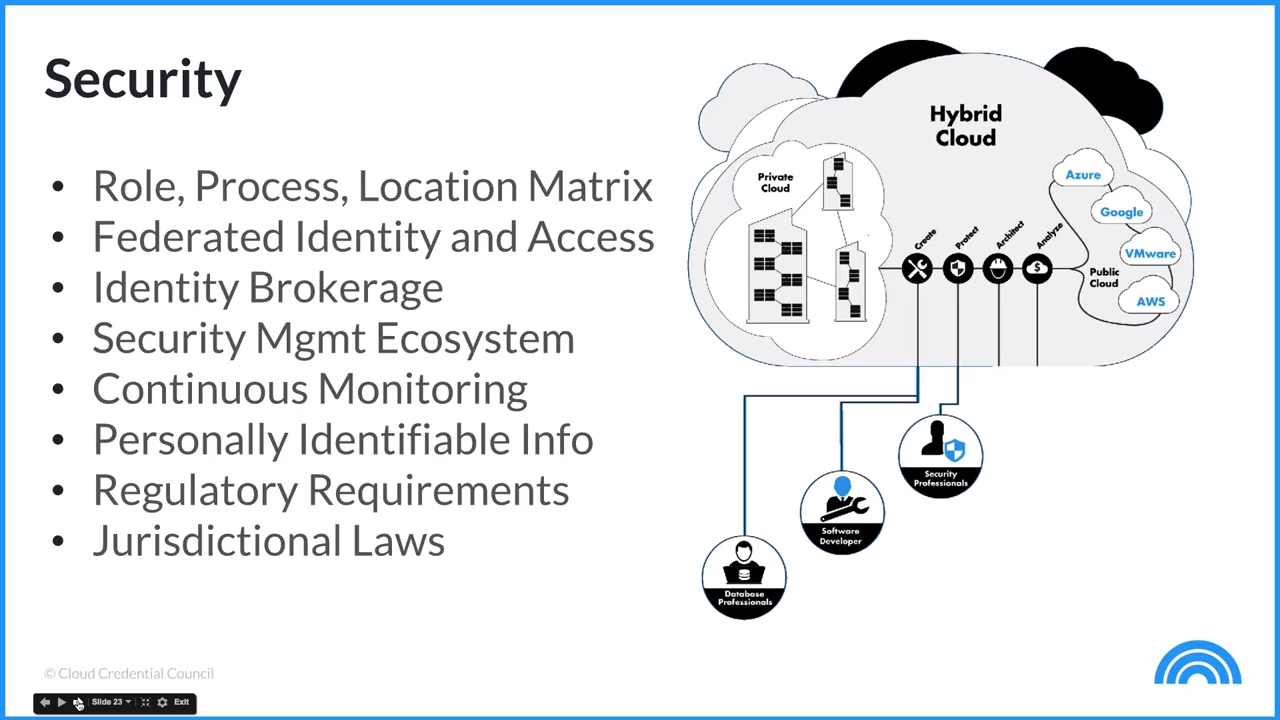 Security
• Role, Process, Location Matrix
• Federated Identity and Access
• Identity Brokerage
• Security Mgmt Ecosystem
• Continuous Monitoring
• Personally Identifiable Info
• Regulatory Requirements
• Jurisdictional Laws
Hybrid
Cloud
Private
Cloud
Create
Protect
Architect
Analyze
Public
Cloud
Azure
Google
VMware
AWS
Security
Professionals
Software
Developer
Database
Professionals
© Cloud Credential Council
Slide 23
Exit